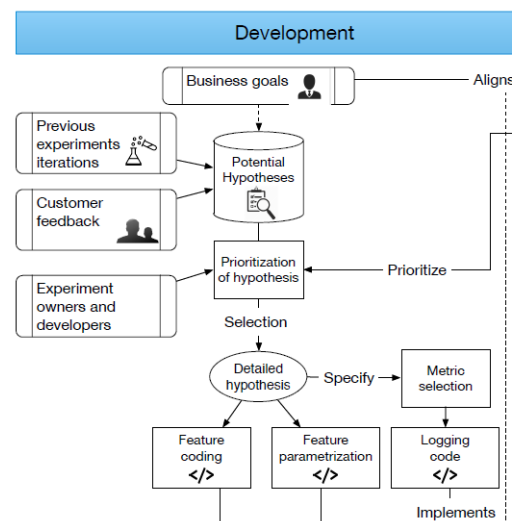 Development
Business goals
Aligns
Previous
experiments
iterations
Potential
Hypotheses
Customer
feedback
Prioritization
of hypothesis
Prioritize
Experiment
owners and
developers
Selection
Detailed
hypothesis
Specify
Metric
selection
Feature
coding
</>
Feature
parametrization
</>
Logging
code
</>
Implements